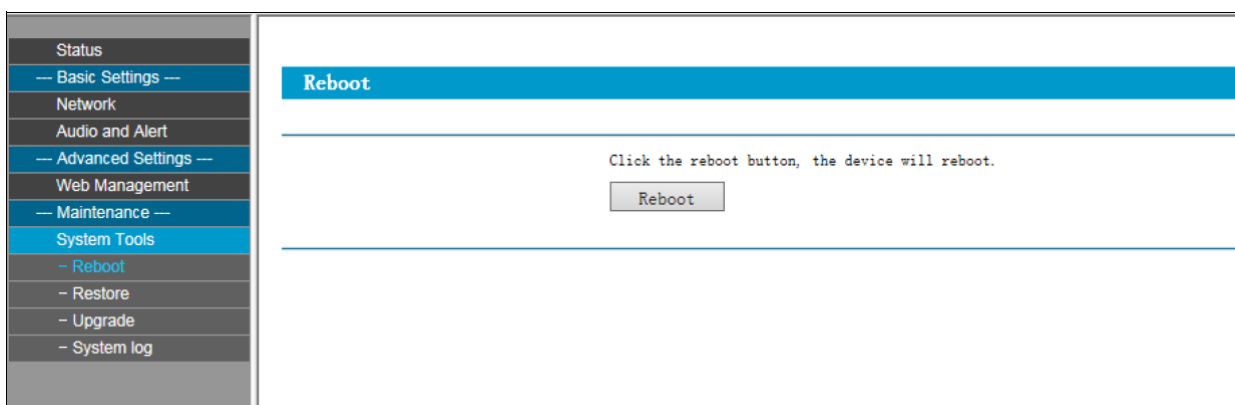 Status
--- Basic Settings ---
Network
Audio and Alert
--- Advanced Settings ---
Web Management
--- Maintenance ---
System Tools
- Reboot
- Restore
- Upgrade
- System log
Reboot
Click the reboot button, the device will reboot.
Reboot